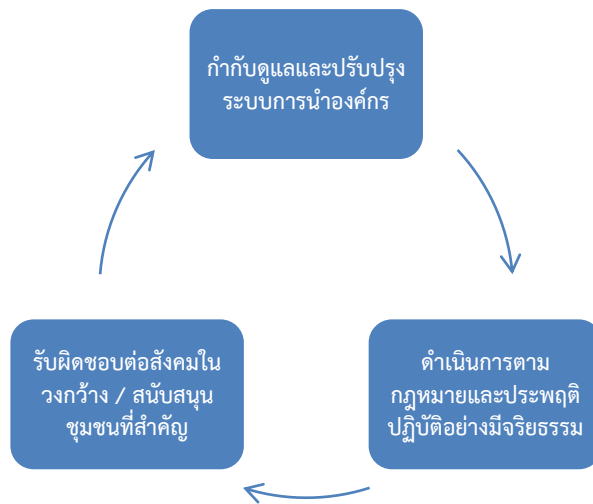 กำกับดูแลและปรับปรุง
ระบบการนำองค์กร
ดำเนินการตาม
กฎหมายและประพฤติ
ปฏิบัติอย่างมีจริยธรรม
รับผิดชอบต่อสังคมใน
วงกว้าง / สนับสนุน
ชุมชนที่สำคัญ